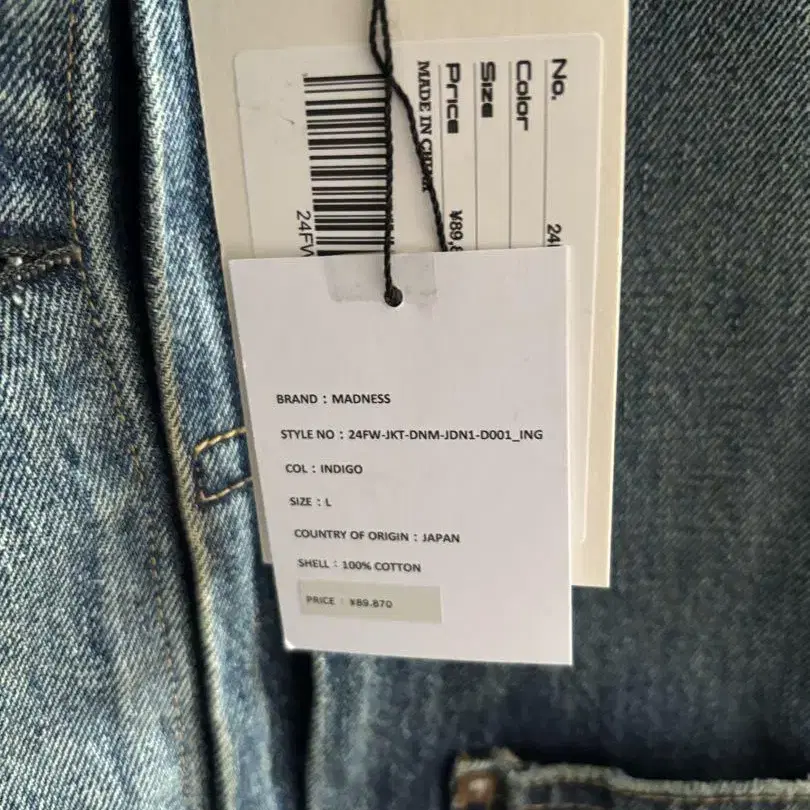 No.
24
Color
Size
Price
¥89,8
MADE IN CHINA
24FW
BRAND : MADNESS
STYLE NO : 24FW-JKT-DNM-JDN1-D001_ING
COL : INDIGO
SIZE : L
COUNTRY OF ORIGIN : JAPAN
SHELL : 100% COTTON
PRICE : ¥89.870